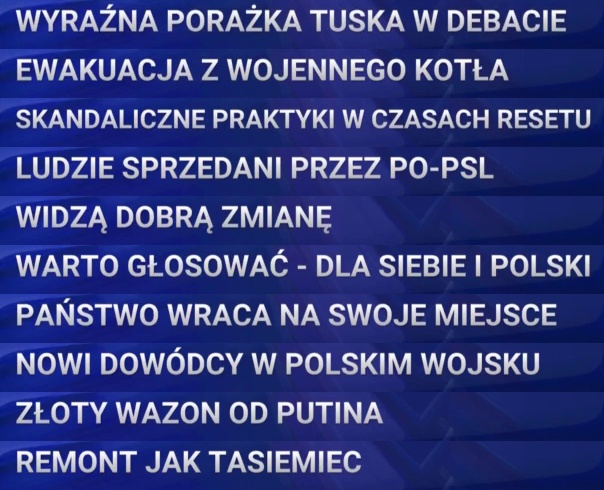 WYRAŹNA PORAŻKA TUSKA W DEBACIE
EWAKUACJA Z WOJENNEGO KOTŁA
SKANDALICZNE PRAKTYKI W CZASACH RESETU
LUDZIE SPRZEDANI PRZEZ PO-PSL
WIDZĄ DOBRĄ ZMIANĘ
WARTO GŁOSOWAĆ - DLA SIEBIE I POLSKI
PAŃSTWO WRACA NA SWOJE MIEJSCE
NOWI DOWÓDCY W POLSKIM WOJSKU
ZŁOTY WAZON OD PUTINA
REMONT JAK TASIEMIEC